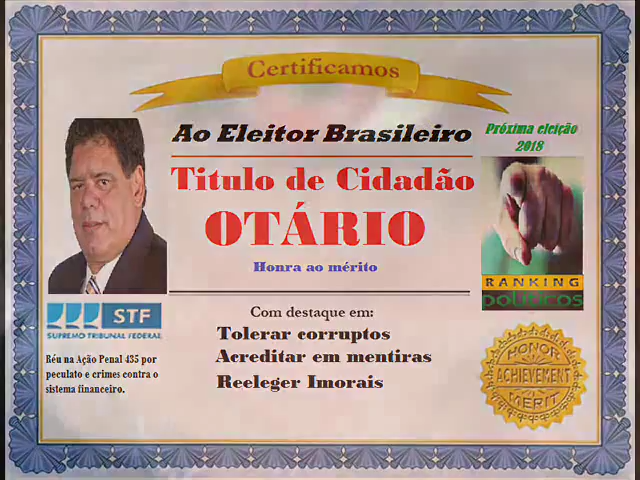 Certificamos
Ao Eleitor Brasileiro
Próxima eleição
2018
Titulo de Cidadão
OTÁRIO
Honra ao mérito
RANKING
políticos
STF
SUPREMO TRIBUNAL FEDERAL
Com destaque em:
Tolerar corruptos
Acreditar em mentiras
Reeleger Imorais
Réu na Ação Penal 435 por
peculato e crimes contra o
sistema financeiro.
HONOR
ACHIEVEMENT
MERIT